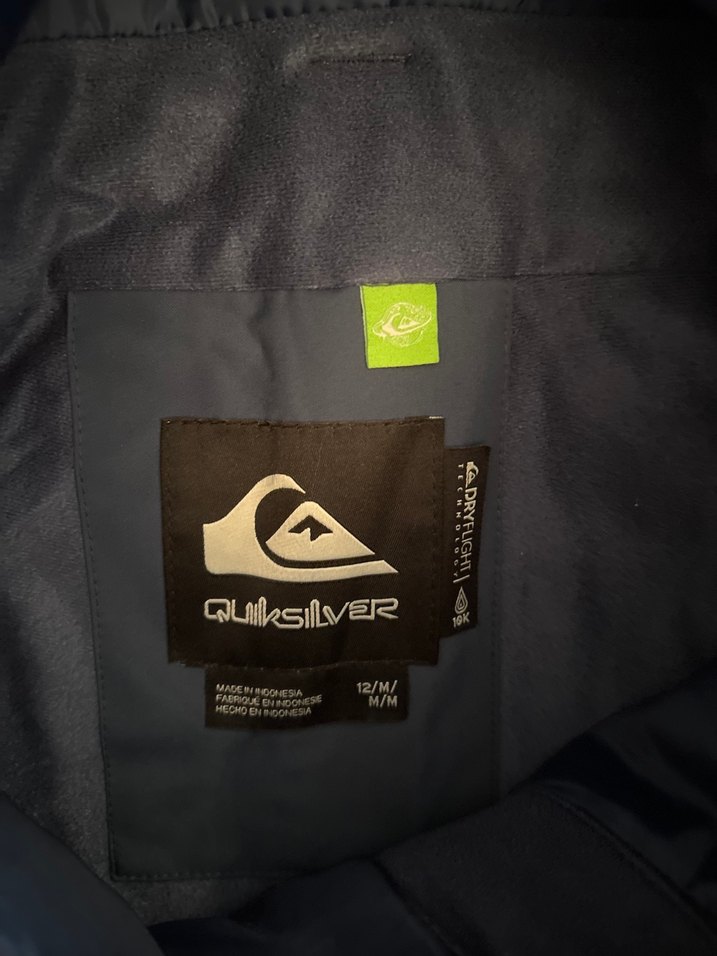 QUIKSILVER
DRYFLIGHT
TECHNOLOGY
10K
MADE IN INDONESIA
FABRIQUÉ EN INDONESIE
HECHO EN INDONESIA
12/M/
M/M